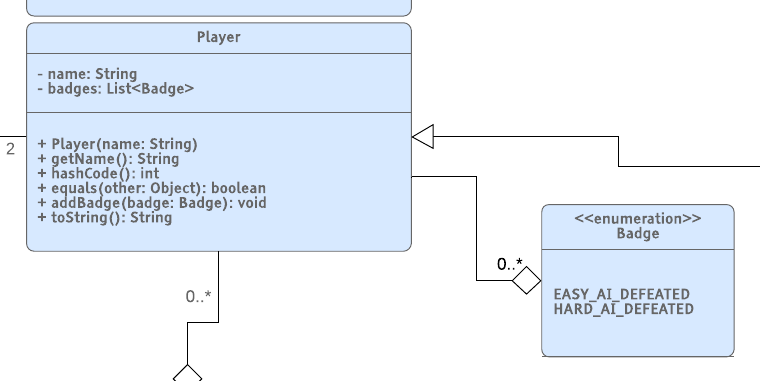 Player
- name: String
- badges: List<Badge>
+ Player(name: String)
+ getName(): String
+ hashCode(): int
+ equals(other: Object): boolean
+ addBadge(badge: Badge): void
+ toString(): String
2
<<enumeration>>
Badge
0..*
EASY_AI_DEFEATED
HARD_AI_DEFEATED
0..*